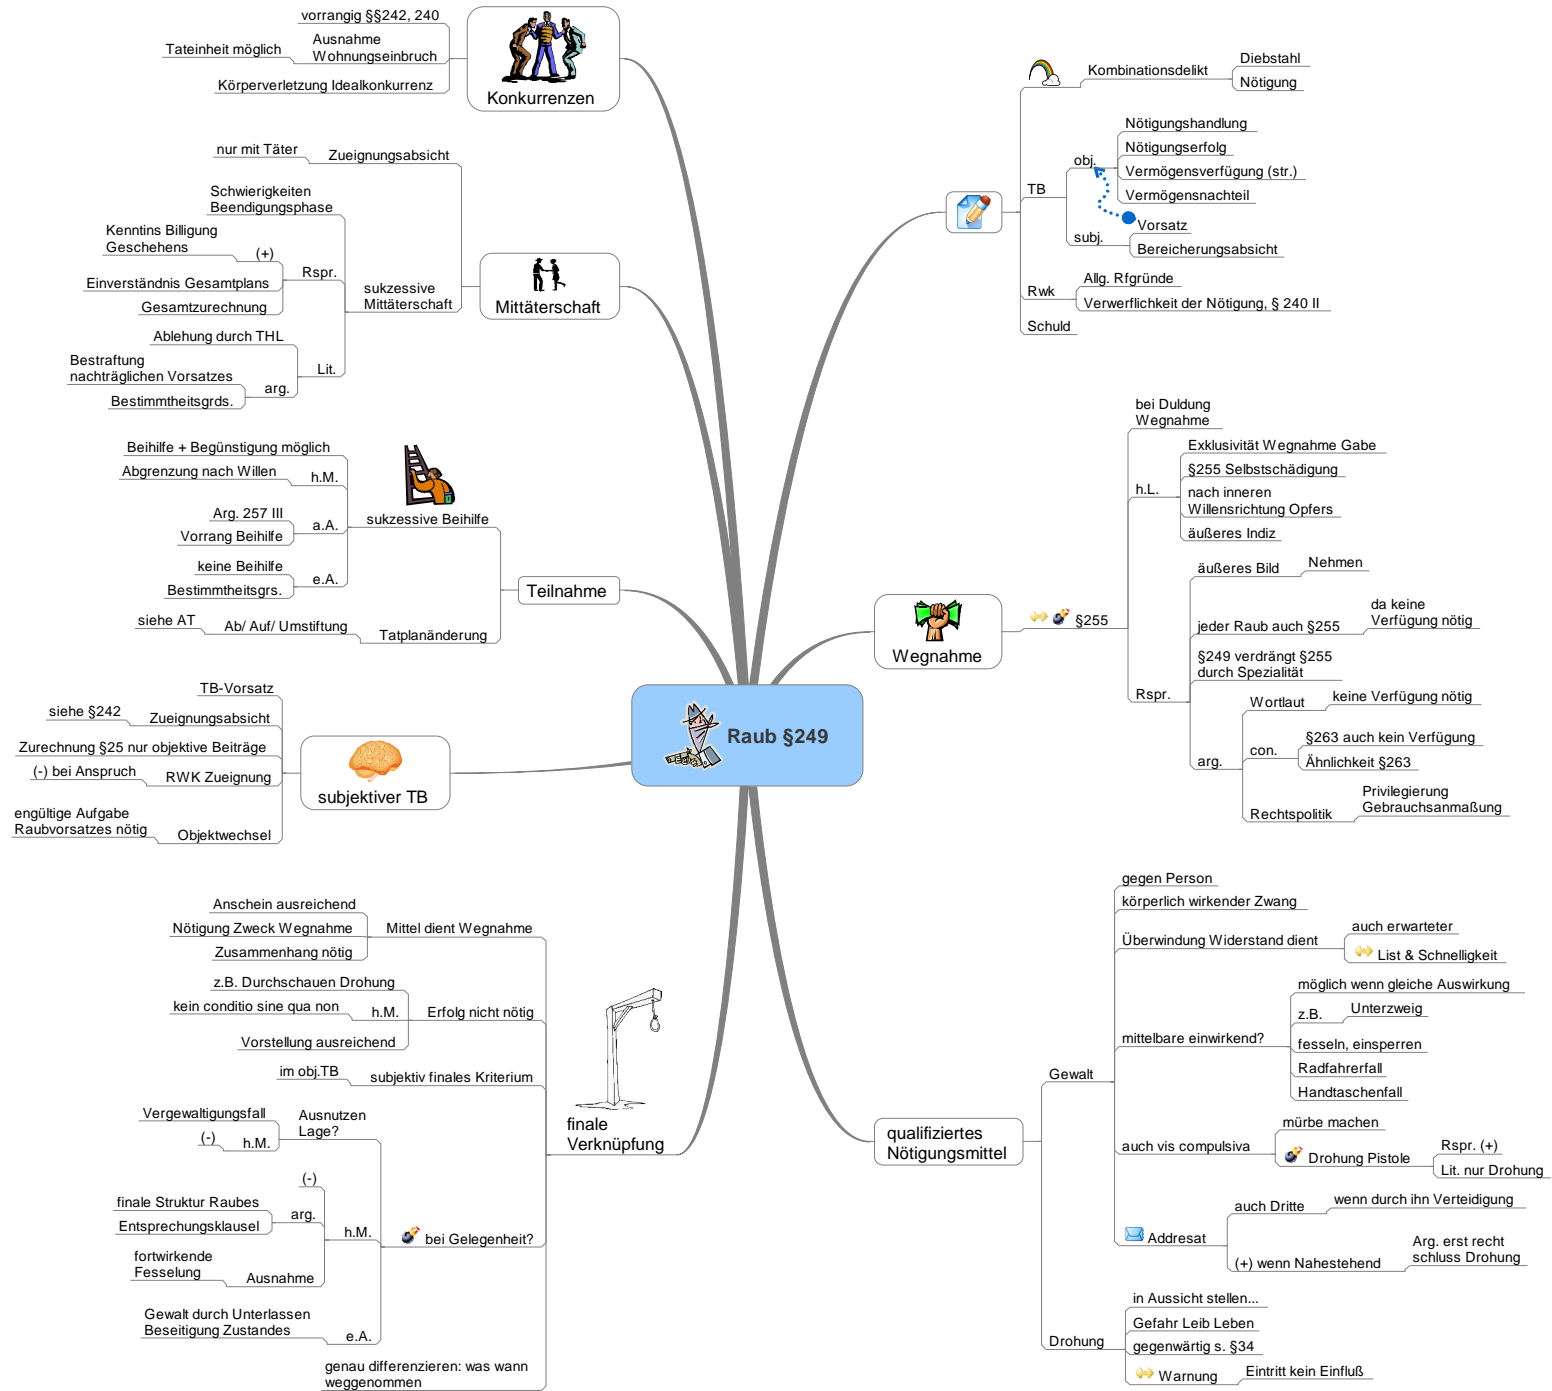 Raub §249
Konkurrenzen
vorrangig §§242, 240
Ausnahme
Wohnungseinbruch
Tateinheit möglich
Körperverletzung Idealkonkurrenz
Mittäterschaft
Zueignungsabsicht
nur mit Täter
sukzessive
Mittäterschaft
Schwierigkeiten
Beendigungsphase
Rspr.
(+)
Kenntins Billigung
Geschehens
Einverständnis Gesamtplans
Gesamtzurechnung
Lit.
Ablehung durch THL
arg.
Bestraftung
nachträglichen Vorsatzes
Bestimmtheitsgrds.
Teilnahme
sukzessive Beihilfe
Beihilfe + Begünstigung möglich
h.M.
Abgrenzung nach Willen
a.A.
Arg. 257 III
Vorrang Beihilfe
e.A.
keine Beihilfe
Bestimmtheitsgrs.
Tatplanänderung
Ab/ Auf/ Umstiftung
siehe AT
subjektiver TB
TB-Vorsatz
Zueignungsabsicht
siehe §242
Zurechnung §25 nur objektive Beiträge
RWK Zueignung
(-) bei Anspruch
Objektwechsel
engültige Aufgabe
Raubvorsatzes nötig
finale
Verknüpfung
Mittel dient Wegnahme
Anschein ausreichend
Nötigung Zweck Wegnahme
Zusammenhang nötig
Erfolg nicht nötig
z.B. Durchschauen Drohung
h.M.
kein conditio sine qua non
Vorstellung ausreichend
subjektiv finales Kriterium
im obj.TB
bei Gelegenheit?
Ausnutzen
Lage?
Vergewaltigungsfall
h.M.
(-)
h.M.
(-)
arg.
finale Struktur Raubes
Entsprechungsklausel
Ausnahme
fortwirkende
Fesselung
e.A.
Gewalt durch Unterlassen
Beseitigung Zustandes
genau differenzieren: was wann
weggenommen
Kombinationsdelikt
Diebstahl
Nötigung
TB
obj.
Nötigungshandlung
Nötigungserfolg
Vermögensverfügung (str.)
Vermögensnachteil
subj.
Vorsatz
Bereicherungsabsicht
Rwk
Allg. Rfgründe
Verwerflichkeit der Nötigung, § 240 II
Schuld
Wegnahme
§255
bei Duldung
Wegnahme
h.L.
Exklusivität Wegnahme Gabe
§255 Selbstschädigung
nach inneren
Willensrichtung Opfers
äußeres Indiz
Rspr.
äußeres Bild
Nehmen
jeder Raub auch §255
da keine
Verfügung nötig
§249 verdrängt §255
durch Spezialität
arg.
Wortlaut
keine Verfügung nötig
con.
§263 auch kein Verfügung
Ähnlichkeit §263
Rechtspolitik
Privilegierung
Gebrauchsanmaßung
qualifiziertes
Nötigungsmittel
Gewalt
gegen Person
körperlich wirkender Zwang
Überwindung Widerstand dient
auch erwarteter
List & Schnelligkeit
mittelbare einwirkend?
möglich wenn gleiche Auswirkung
z.B.
Unterzweig
fesseln, einsperren
Radfahrerfall
Handtaschenfall
auch vis compulsiva
mürbe machen
Drohung Pistole
Rspr. (+)
Lit. nur Drohung
Addresat
auch Dritte
wenn durch ihn Verteidigung
(+) wenn Nahestehend
Arg. erst recht
schluss Drohung
Drohung
in Aussicht stellen...
Gefahr Leib Leben
gegenwärtig s. §34
Warnung
Eintritt kein Einfluß